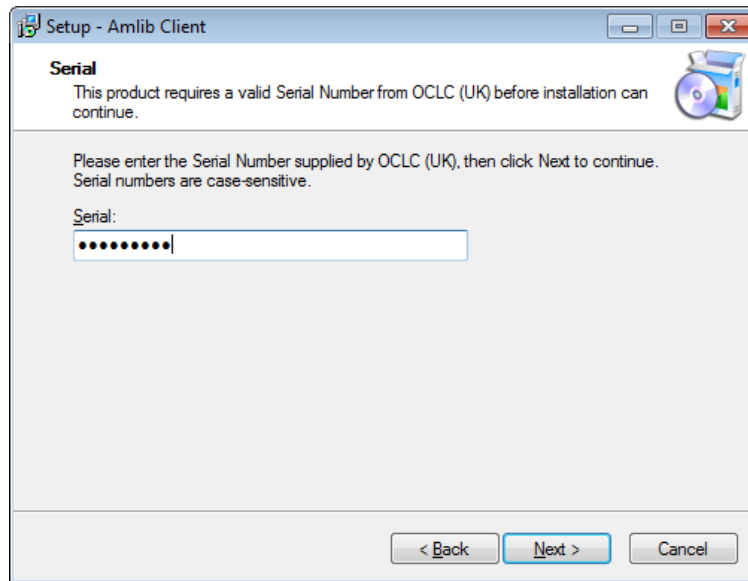 Setup - Amlib Client
Serial
This product requires a valid Serial Number from OCLC (UK) before installation can
continue.
Please enter the Serial Number supplied by OCLC (UK), then click Next to continue.
Serial numbers are case-sensitive.
Serial:
●●●●●●●●●
< Back
Next >
Cancel